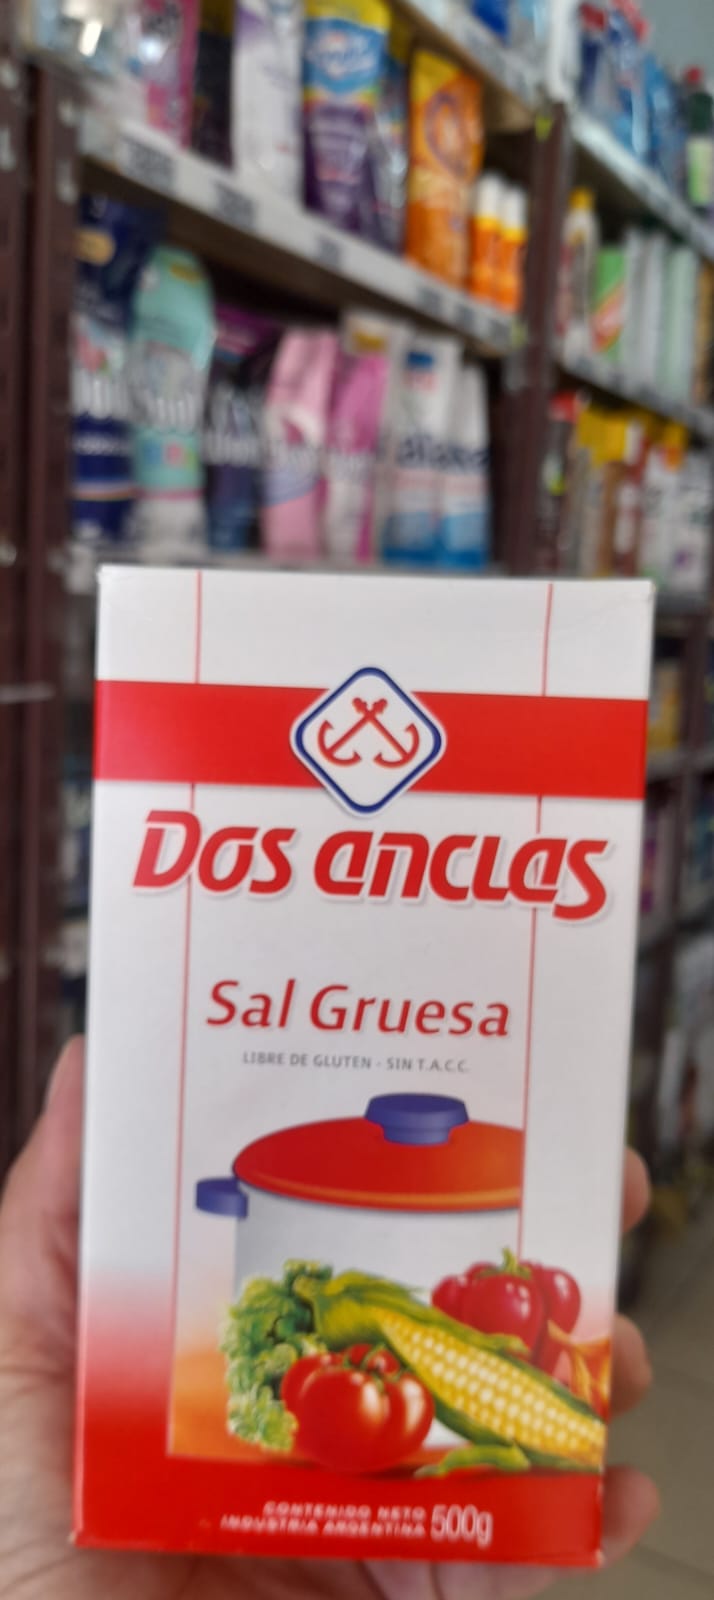 Dos anclas
Sal Gruesa
LIBRE DE GLUTEN - SIN T.A.C.C.
CONTENIDO NETO
INDUSTRIA ARGENTINA 500g